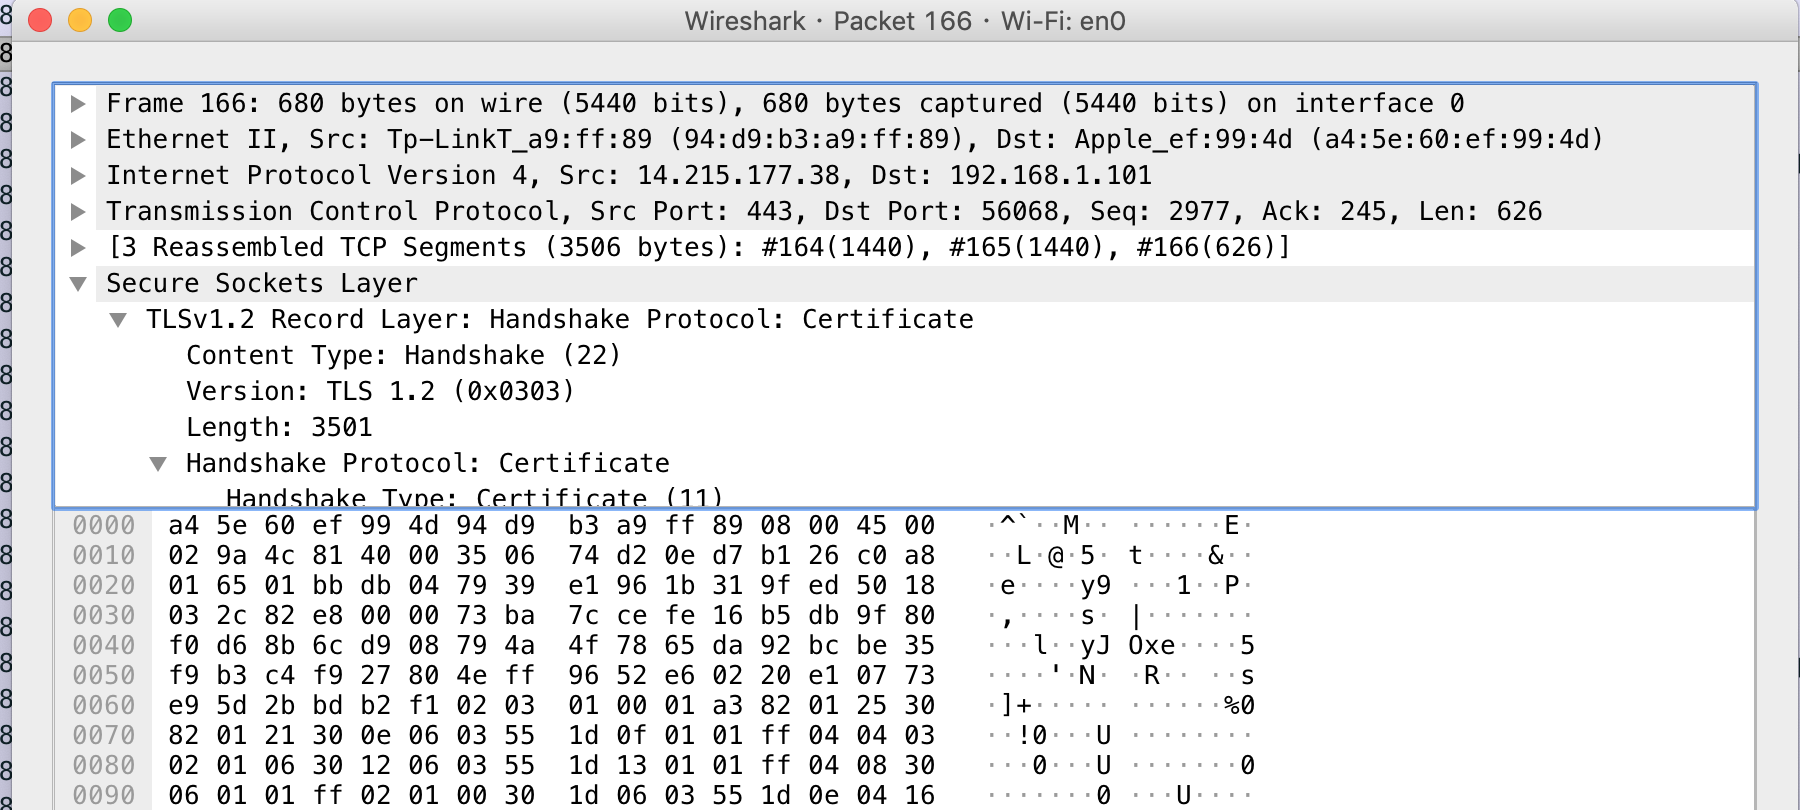 Wireshark · Packet 166 · Wi-Fi: en0
Frame 166: 680 bytes on wire (5440 bits), 680 bytes captured (5440 bits) on interface 0
Ethernet II, Src: Tp-LinkT_a9:ff:89 (94:d9:b3:a9:ff:89), Dst: Apple_ef:99:4d (a4:5e:60:ef:99:4d)
Internet Protocol Version 4, Src: 14.215.177.38, Dst: 192.168.1.101
Transmission Control Protocol, Src Port: 443, Dst Port: 56068, Seq: 2977, Ack: 245, Len: 626
[3 Reassembled TCP Segments (3506 bytes): #164(1440), #165(1440), #166(626)]
Secure Sockets Layer
TLSv1.2 Record Layer: Handshake Protocol: Certificate
Content Type: Handshake (22)
Version: TLS 1.2 (0x0303)
Length: 3501
Handshake Protocol: Certificate
Handshake Type: Certificate (11)
0000 a4 5e 60 ef 99 4d 94 d9 b3 a9 ff 89 08 00 45 00 ·^`··M·· ······E·
0010 02 9a 4c 81 40 00 35 06 74 d2 0e d7 b1 26 c0 a8 ··L·@·5· t····&··
0020 01 65 01 bb db 04 79 39 e1 96 1b 31 9f ed 50 18 ·e····y9 ···1··P·
0030 03 2c 82 e8 00 00 73 ba 7c ce fe 16 b5 db 9f 80 ·,····s· |·······
0040 f0 d6 8b 6c d9 08 79 4a 4f 78 65 da 92 bc be 35 ···l··yJ Oxe····5
0050 f9 b3 c4 f9 27 80 4e ff 96 52 e6 02 20 e1 07 73 ····'·N· ·R·· ··s
0060 e9 5d 2b bd b2 f1 02 03 01 00 01 a3 82 01 25 30 ·]+····· ······%0
0070 82 01 21 30 0e 06 03 55 1d 0f 01 01 ff 04 04 03 ··!0···U ········
0080 02 01 06 30 12 06 03 55 1d 13 01 01 ff 04 08 30 ···0···U ·······0
0090 06 01 01 ff 02 01 00 30 1d 06 03 55 1d 0e 04 16 ·······0 ···U····